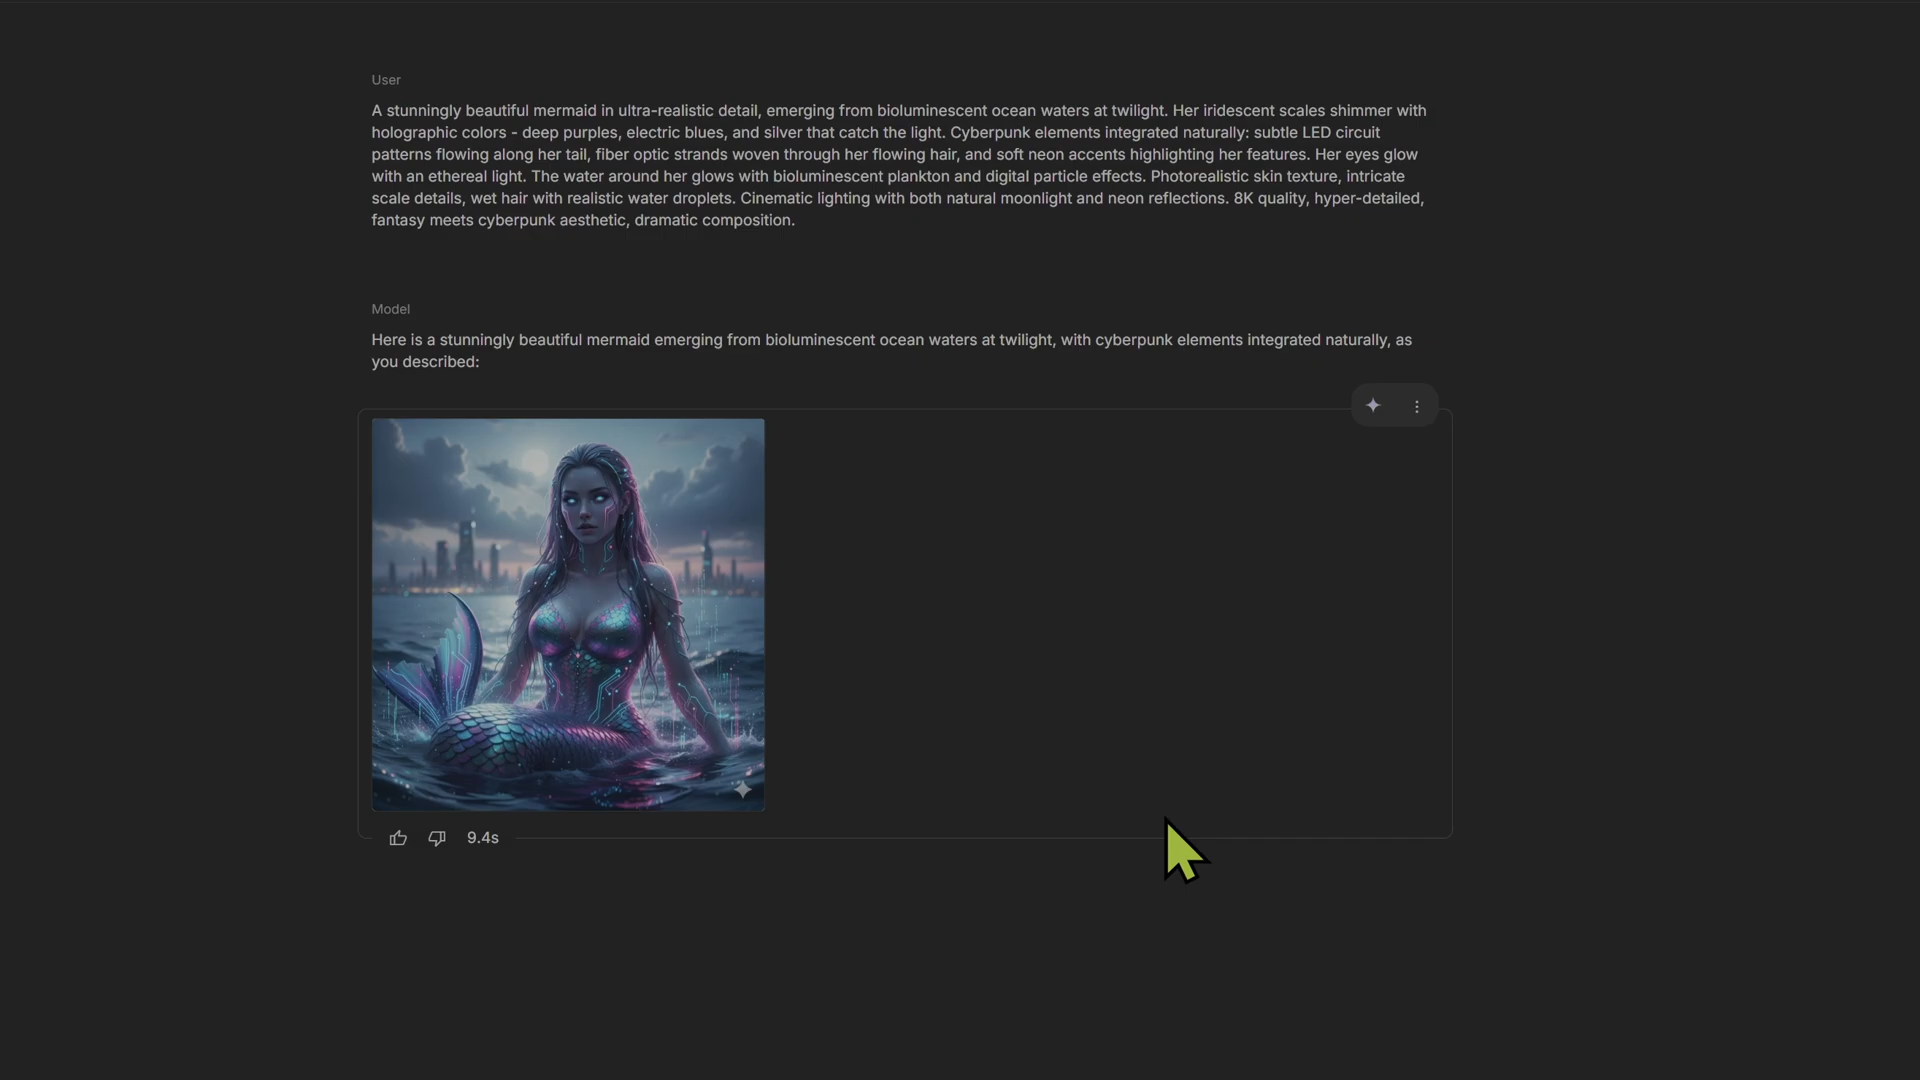 User
A stunningly beautiful mermaid in ultra-realistic detail, emerging from bioluminescent ocean waters at twilight. Her iridescent scales shimmer with
holographic colors - deep purples, electric blues, and silver that catch the light. Cyberpunk elements integrated naturally: subtle LED circuit
patterns flowing along her tail, fiber optic strands woven through her flowing hair, and soft neon accents highlighting her features. Her eyes glow
with an ethereal light. The water around her glows with bioluminescent plankton and digital particle effects. Photorealistic skin texture, intricate
scale details, wet hair with realistic water droplets. Cinematic lighting with both natural moonlight and neon reflections. 8K quality, hyper-detailed,
fantasy meets cyberpunk aesthetic, dramatic composition.
Model
Here is a stunningly beautiful mermaid emerging from bioluminescent ocean waters at twilight, with cyberpunk elements integrated naturally, as
you described:
9.4s